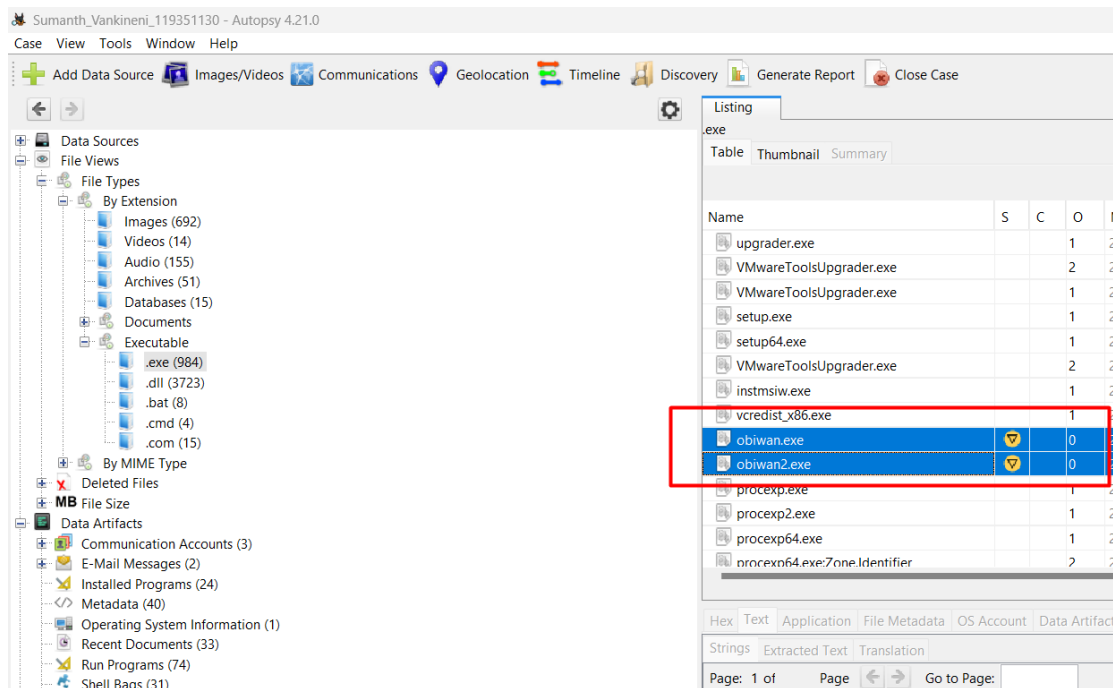 Sumanth_Vankineni_119351130 - Autopsy 4.21.0
Case View Tools Window Help
Add Data Source Images/Videos Communications Geolocation Timeline Discovery Generate Report Close Case
Listing
.exe
Table Thumbnail Summary
Data Sources
File Views
File Types
By Extension
Images (692)
Videos (14)
Audio (155)
Archives (51)
Databases (15)
Documents
Executable
.exe (984)
.dll (3723)
.bat (8)
.cmd (4)
.com (15)
By MIME Type
Deleted Files
MB File Size
Data Artifacts
Communication Accounts (3)
E-Mail Messages (2)
Installed Programs (24)
Metadata (40)
Operating System Information (1)
Recent Documents (33)
Run Programs (74)
Shell Bags (31)
Name S C O
upgrader.exe 1
VMwareToolsUpgrader.exe 2
VMwareToolsUpgrader.exe 1
setup.exe 1
setup64.exe 1
VMwareToolsUpgrader.exe 2
instmsiw.exe 1
vcredist_x86.exe 1
obiwan.exe 0
obiwan2.exe 0
procexp.exe 1
procexp2.exe 1
procexp64.exe 1
procexp64.exe:Zone.Identifier 2
Hex Text Application File Metadata OS Account Data Artifact
Strings Extracted Text Translation
Page: 1 of Page Go to Page: